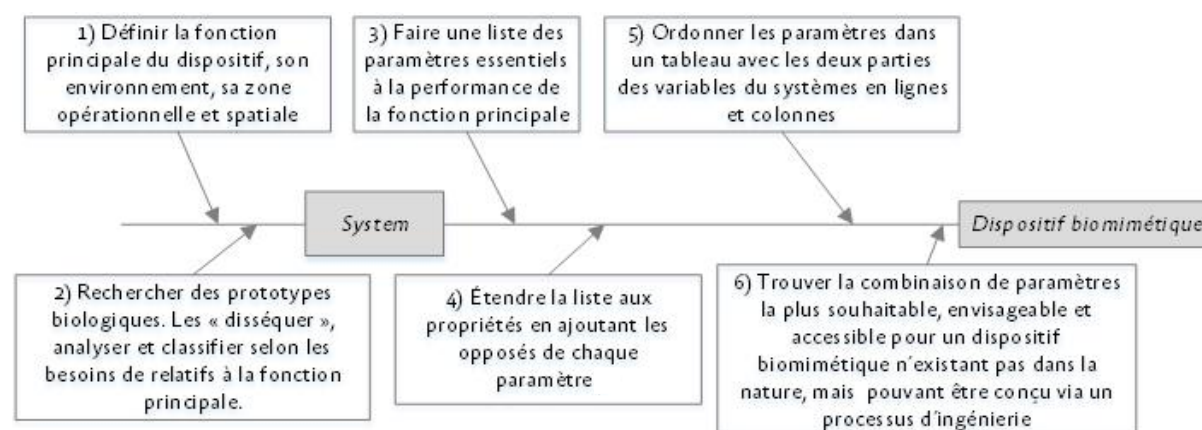 1) Définir la fonction
principale du dispositif, son
environnement, sa zone
opérationnelle et spatiale
3) Faire une liste des
paramètres essentiels
à la performance de
la fonction principale
5) Ordonner les paramètres dans
un tableau avec les deux parties
des variables du systèmes en lignes
et colonnes
System
Dispositif biomimétique
2) Rechercher des prototypes
biologiques. Les « disséquer »,
analyser et classifier selon les
besoins de relatifs à la fonction
principale.
4) Étendre la liste aux
propriétés en ajoutant les
opposés de chaque
paramètre
6) Trouver la combinaison de paramètres
la plus souhaitable, envisageable et
accessible pour un dispositif
biomimétique n'existant pas dans la
nature, mais pouvant être conçu via un
processus d'ingénierie